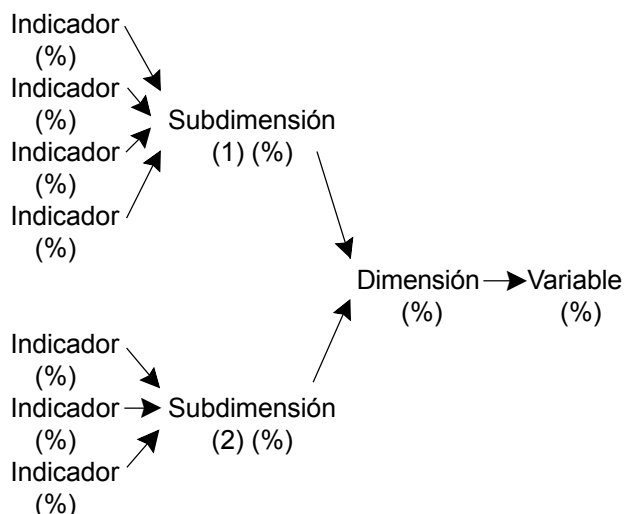 Indicador
(%)
Indicador
(%)
Indicador
(%)
Indicador
(%)
Subdimensión
(1) (%)
Dimensión
(%)
Variable
(%)
Indicador
(%)
Indicador
(%)
Indicador
(%)
Subdimensión
(2) (%)